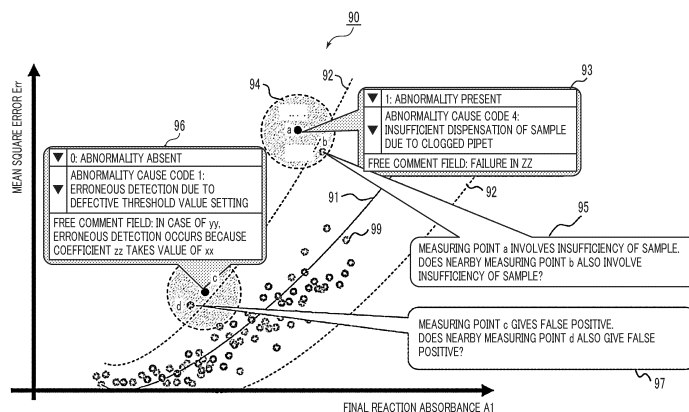 90
92
94
93
▼ 1: ABNORMALITY PRESENT
ABNORMALITY CAUSE CODE 4:
▼ INSUFFICIENT DISPENSATION OF SAMPLE
DUE TO CLOGGED PIPET
FREE COMMENT FIELD: FAILURE IN ZZ
a
b
96
▼ 0: ABNORMALITY ABSENT
ABNORMALITY CAUSE CODE 1:
▼ ERRONEOUS DETECTION DUE TO
DEFECTIVE THRESHOLD VALUE SETTING
FREE COMMENT FIELD: IN CASE OF yy,
ERRONEOUS DETECTION OCCURS BECAUSE
COEFFICIENT zz TAKES VALUE OF xx
91
92
99
95
MEASURING POINT a INVOLVES INSUFFICIENCY OF SAMPLE.
DOES NEARBY MEASURING POINT b ALSO INVOLVE
INSUFFICIENCY OF SAMPLE?
c
d
MEASURING POINT c GIVES FALSE POSITIVE.
DOES NEARBY MEASURING POINT d ALSO GIVE FALSE
POSITIVE?
97
MEAN SQUARE ERROR Err
FINAL REACTION ABSORBANCE A1